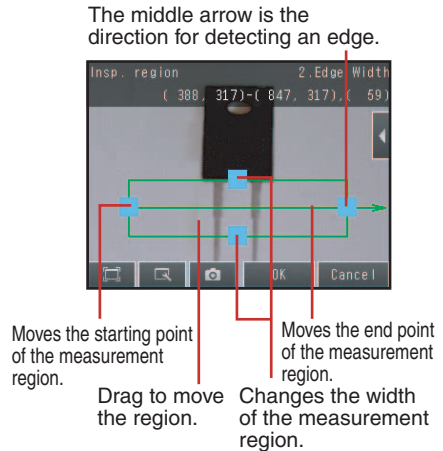 The middle arrow is the
direction for detecting an edge.
Insp. region 2.Edge Width
( 388, 317)-( 847, 317),( 59)
OK Cancel
Moves the starting point
of the measurement
region.
Drag to move
the region.
Moves the end point
of the measurement
region.
Changes the width
of the measurement
region.